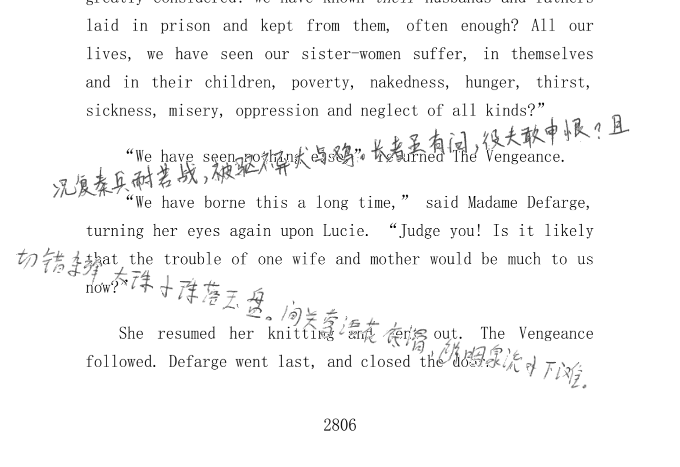 greatly considered? We have known their husbands and fathers
laid in prison and kept from them, often enough? All our
lives, we have seen our sister-women suffer, in themselves
and in their children, poverty, nakedness, hunger, thirst,
sickness, misery, oppression and neglect of all kinds?”
“We have seen nothing else,” returned The Vengeance.
况复秦兵耐苦战,被驱不异犬与鸡。长者虽有问,役夫敢申恨?且
“We have borne this a long time,” said Madame Defarge,
turning her eyes again upon Lucie. “Judge you! Is it likely
that the trouble of one wife and mother would be much to us
now?”
切错杂弹大珠小珠落玉盘。间关莺语花底滑,幽咽泉流水下滩。
She resumed her knitting and went out. The Vengeance
followed. Defarge went last, and closed the door.
2806